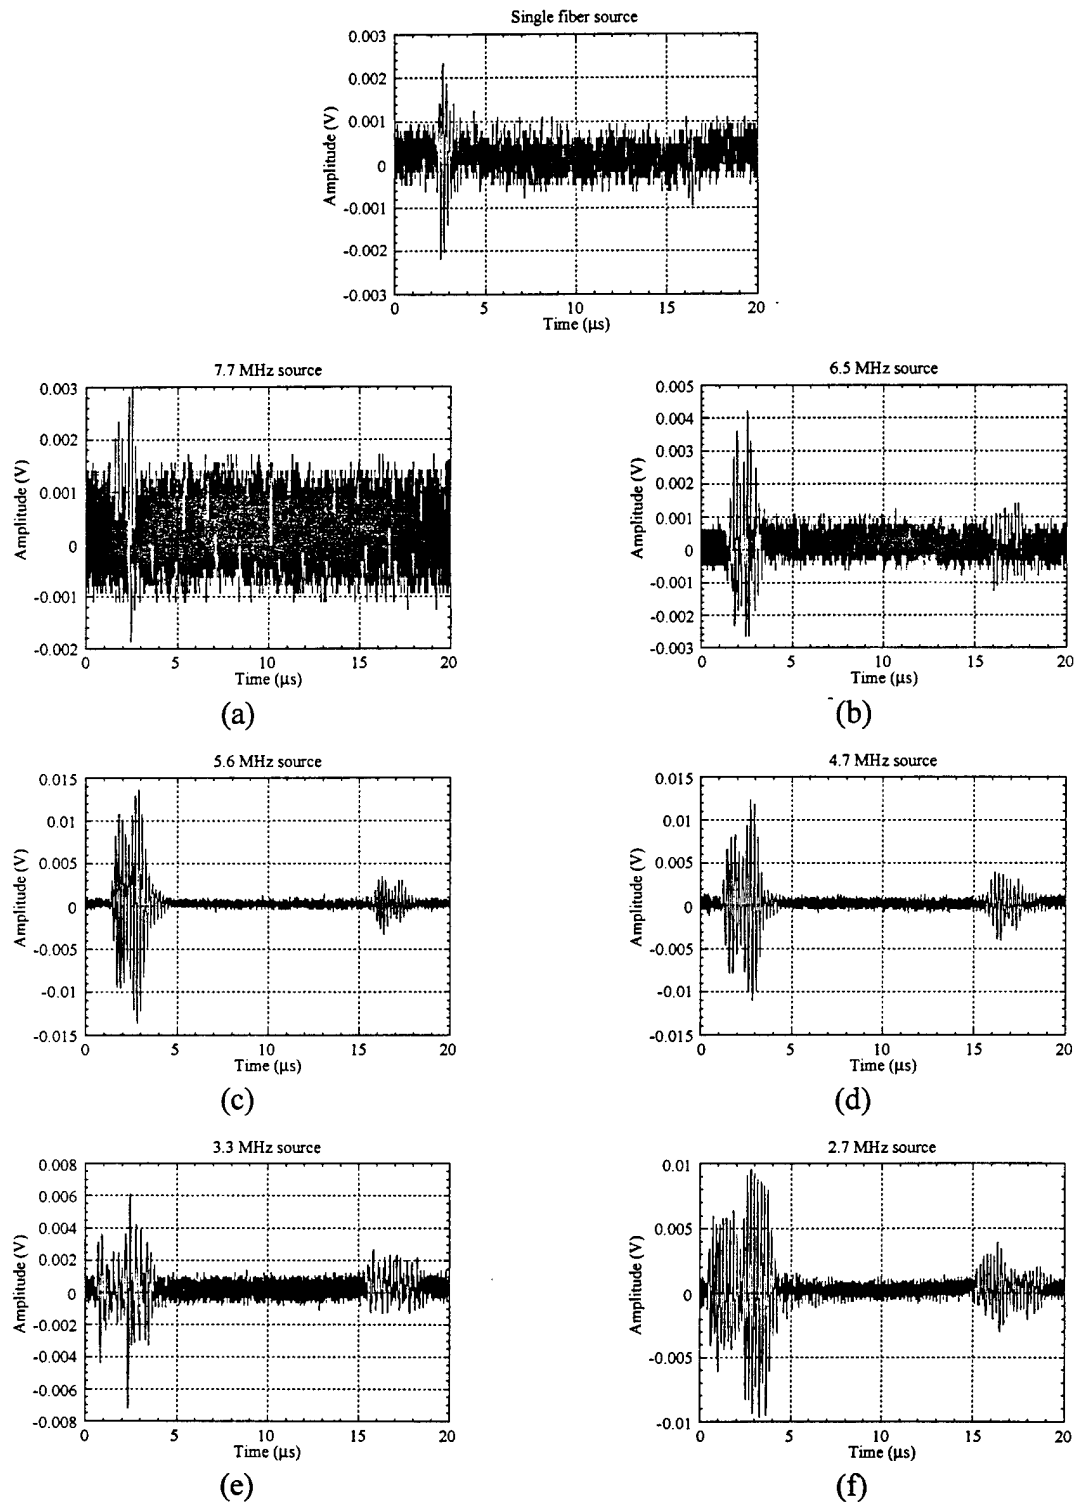 Single fiber source
0.003
0.002
0.001
0
-0.001
-0.002
-0.003
Amplitude (V)
0 5 10 15 20
Time (μs)
7.7 MHz source
0.003
0.002
0.001
0
-0.001
-0.002
Amplitude (V)
0 5 10 15 20
Time (μs)
(a)
6.5 MHz source
0.005
0.004
0.003
0.002
0.001
0
-0.001
-0.002
-0.003
Amplitude (V)
0 5 10 15 20
Time (μs)
(b)
5.6 MHz source
0.015
0.01
0.005
0
-0.005
-0.01
-0.015
Amplitude (V)
0 5 10 15 20
Time (μs)
(c)
4.7 MHz source
0.015
0.01
0.005
0
-0.005
-0.01
-0.015
Amplitude (V)
0 5 10 15 20
Time (μs)
(d)
3.3 MHz source
0.008
0.006
0.004
0.002
0
-0.002
-0.004
-0.006
-0.008
Amplitude (V)
0 5 10 15 20
Time (μs)
(e)
2.7 MHz source
0.01
0.005
0
-0.005
-0.01
Amplitude (V)
0 5 10 15 20
Time (μs)
(f)